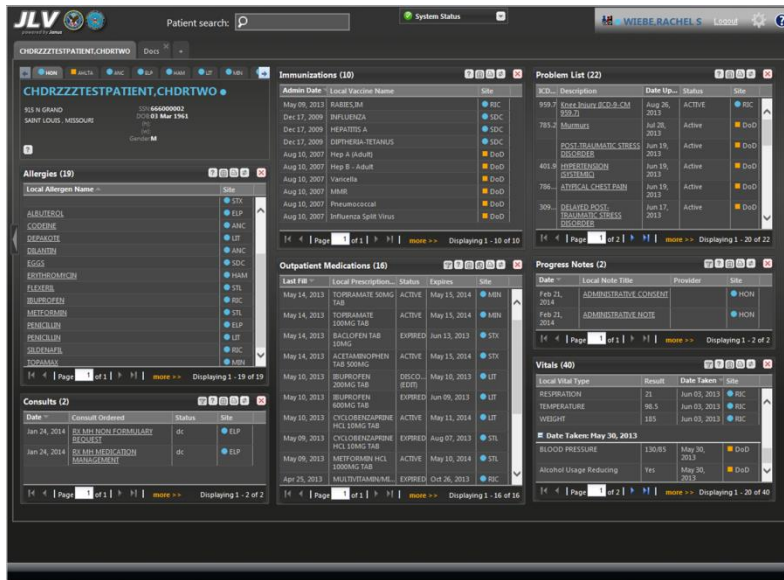 JLV
powered by Janus
Patient search:
System Status
WIEBE.RACHEL S
Logout
CHDRZZZTESTPATIENT,CHDRTWO
Docs
HON
ANC
ELP
HAM
LIT
MIN
CHDRZZZTESTPATIENT,CHDRTWO
915 N GRAND
SAINT LOUIS , MISSOURI
SSN:666000002
DOB:03 Mar 1961
Gender:M
Allergies (19)
Local Allergen Name Site
STX
ALBUTEROL ELP
CODEINE ANC
DEPAKOTE LIT
DILANTIN ANC
EGGS SDC
ERYTHROMYCIN HAM
FLEXERIL STL
IBUPROFEN RIC
METFORMIN STL
PENICILLIN ELP
PENICILLIN LIT
SILDENAFIL RIC
TOPAMAX MIN
Page 1 of 1 more >> Displaying 1 - 19 of 19
Consults (2)
Date Consult Ordered Status Site
Jan 24, 2014 RX MH NON FORMULARY REQUEST dc ELP
Jan 24, 2014 RX MH MEDICATION MANAGEMENT dc ELP
Page 1 of 1 more >> Displaying 1 - 2 of 2
Immunizations (10)
Admin Date Local Vaccine Name Site
May 09, 2013 RABIES,IM RIC
Dec 17, 2009 INFLUENZA SDC
Dec 17, 2009 HEPATITIS A SDC
Dec 17, 2009 DIPTHERIA-TETANUS SDC
Aug 10, 2007 Hep A (Adult) DoD
Aug 10, 2007 Hep B - Adult DoD
Aug 10, 2007 Varicella DoD
Aug 10, 2007 MMR DoD
Aug 10, 2007 Pneumococcal DoD
Aug 10, 2007 Influenza Split Virus DoD
Page 1 of 1 more >> Displaying 1 - 10 of 10
Outpatient Medications (16)
Last Fill Local Prescription... Status Expires Site
May 14, 2013 TOPIRAMATE 50MG TAB ACTIVE May 15, 2014 MIN
May 14, 2013 TOPIRAMATE 100MG TAB ACTIVE May 15, 2014 MIN
May 14, 2013 BACLOFEN TAB 10MG EXPIRED Jun 13, 2013 STX
May 14, 2013 ACETAMINOPHEN TAB 500MG ACTIVE May 15, 2014 STX
May 10, 2013 IBUPROFEN 200MG TAB DISCO... (EDIT) May 10, 2013 LIT
May 10, 2013 IBUPROFEN 600MG TAB EXPIRED Jun 09, 2013 LIT
May 10, 2013 CYCLOBENZAPRINE HCL 10MG TAB ACTIVE May 11, 2014 LIT
May 09, 2013 CYCLOBENZAPRINE HCL 10MG TAB EXPIRED Aug 07, 2013 STL
May 09, 2013 METFORMIN HCL 1000MG TAB ACTIVE May 10, 2014 STL
Apr 25, 2013 MULTIVITAMIN/MI... EXPIRED Oct 26, 2013 RIC
Page 1 of 1 more >> Displaying 1 - 16 of 16
Problem List (22)
ICD... Description Date Up... Status Site
959.7 Knee Injury (ICD-9-CM 959.7) Aug 26, 2013 ACTIVE RIC
785.2 Murmurs Jul 28, 2013 Active DoD
POST-TRAUMATIC STRESS DISORDER Jun 19, 2013 Active DoD
401.9 HYPERTENSION (SYSTEMIC) Jun 19, 2013 Active DoD
786... ATYPICAL CHEST PAIN Jun 19, 2013 Active DoD
309... DELAYED POST-TRAUMATIC STRESS DISORDER Jun 17, 2013 Active DoD
Page 1 of 2 more >> Displaying 1 - 20 of 22
Progress Notes (2)
Date Local Note Title Provider Site
Feb 21, 2014 ADMINISTRATIVE CONSENT HON
Feb 21, 2014 ADMINISTRATIVE NOTE HON
Page 1 of 1 more >> Displaying 1 - 2 of 2
Vitals (40)
Local Vital Type Result Date Taken Site
RESPIRATION 21 Jun 03, 2013 RIC
TEMPERATURE 98.5 Jun 03, 2013 RIC
WEIGHT 185 Jun 03, 2013 RIC
Date Taken: May 30, 2013
BLOOD PRESSURE 130/85 May 30, 2013 DoD
Alcohol Usage Reducing Yes May 30, 2013 DoD
Page 1 of 2 more >> Displaying 1 - 20 of 40